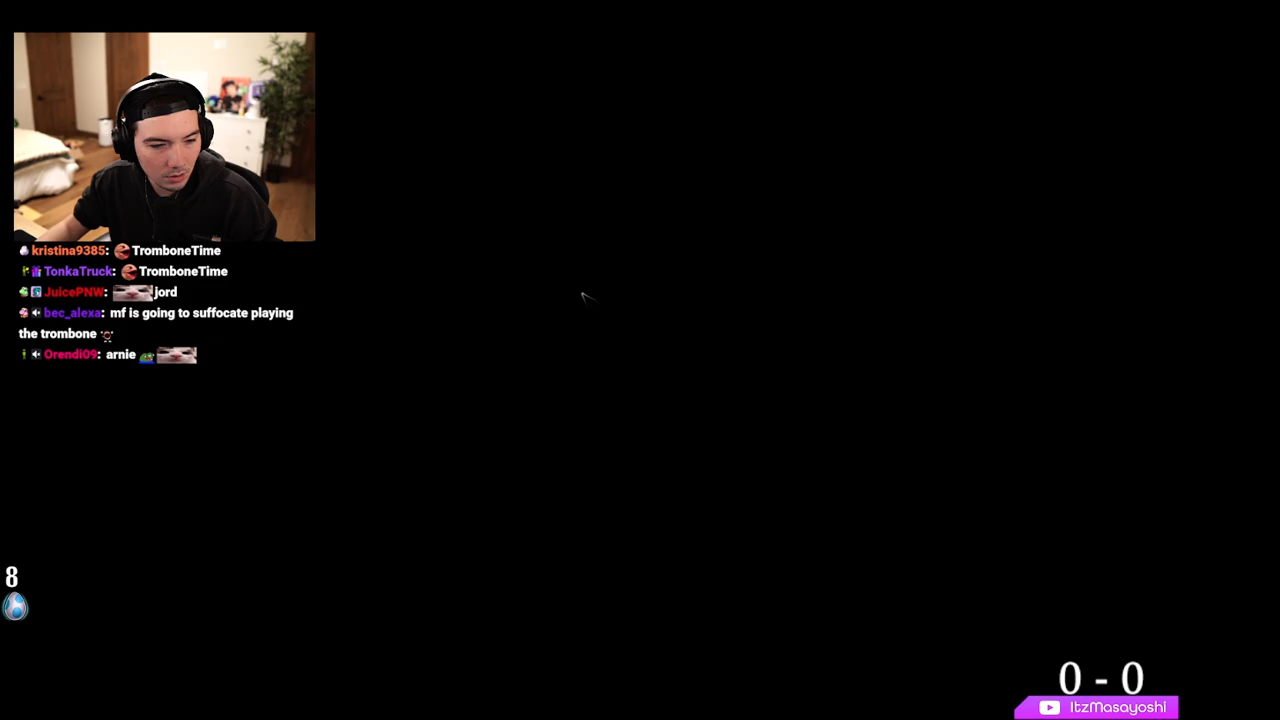 kristina9385: TromboneTime
TonkaTruck: TromboneTime
JuicePNW: jord
bec_alexa: mf is going to suffocate playing
the trombone
Orendi09: arnie
8
0 - 0
ItzMasayoshi